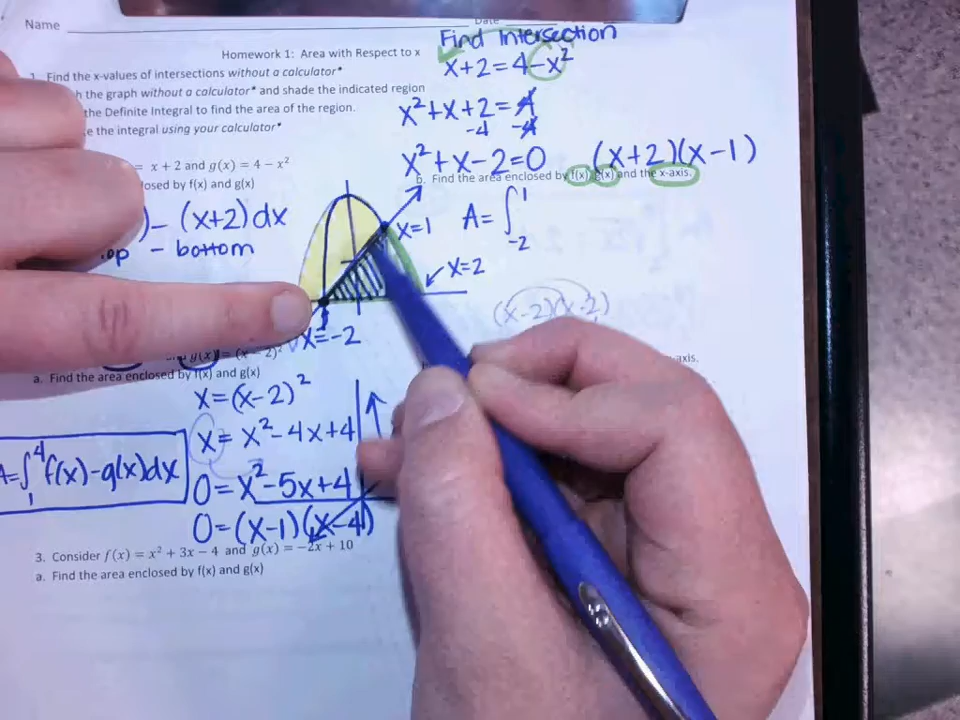 Name
Date
Find Intersection
Homework 1: Area with Respect to x
x+2=4-x²
1. Find the x-values of intersections without a calculator*
the graph without a calculator* and shade the indicated region
the Definite Integral to find the area of the region.
the integral using your calculator*
x²+x+2=4
-4 -4
x²+x-2=0 (x+2)(x-1)
= x + 2 and g(x) = 4 − x²
b. Find the area enclosed by f(x) g(x) and the x-axis.
f(x) and g(x)
) - (x+2)dx
- bottom
x=1
A=∫₋₂¹
x=2
(x-2)(x-2)
x=-2
g(x) = (x − 2)²
-axis.
a. Find the area enclosed by f(x) and g(x)
x=(x-2)²
x=x²-4x+4
A=∫₁⁴f(x)-g(x)dx
0=x²-5x+4
0=(x-1)(x-4)
3. Consider f(x) = x² + 3x − 4 and g(x) = −2x + 10
a. Find the area enclosed by f(x) and g(x)